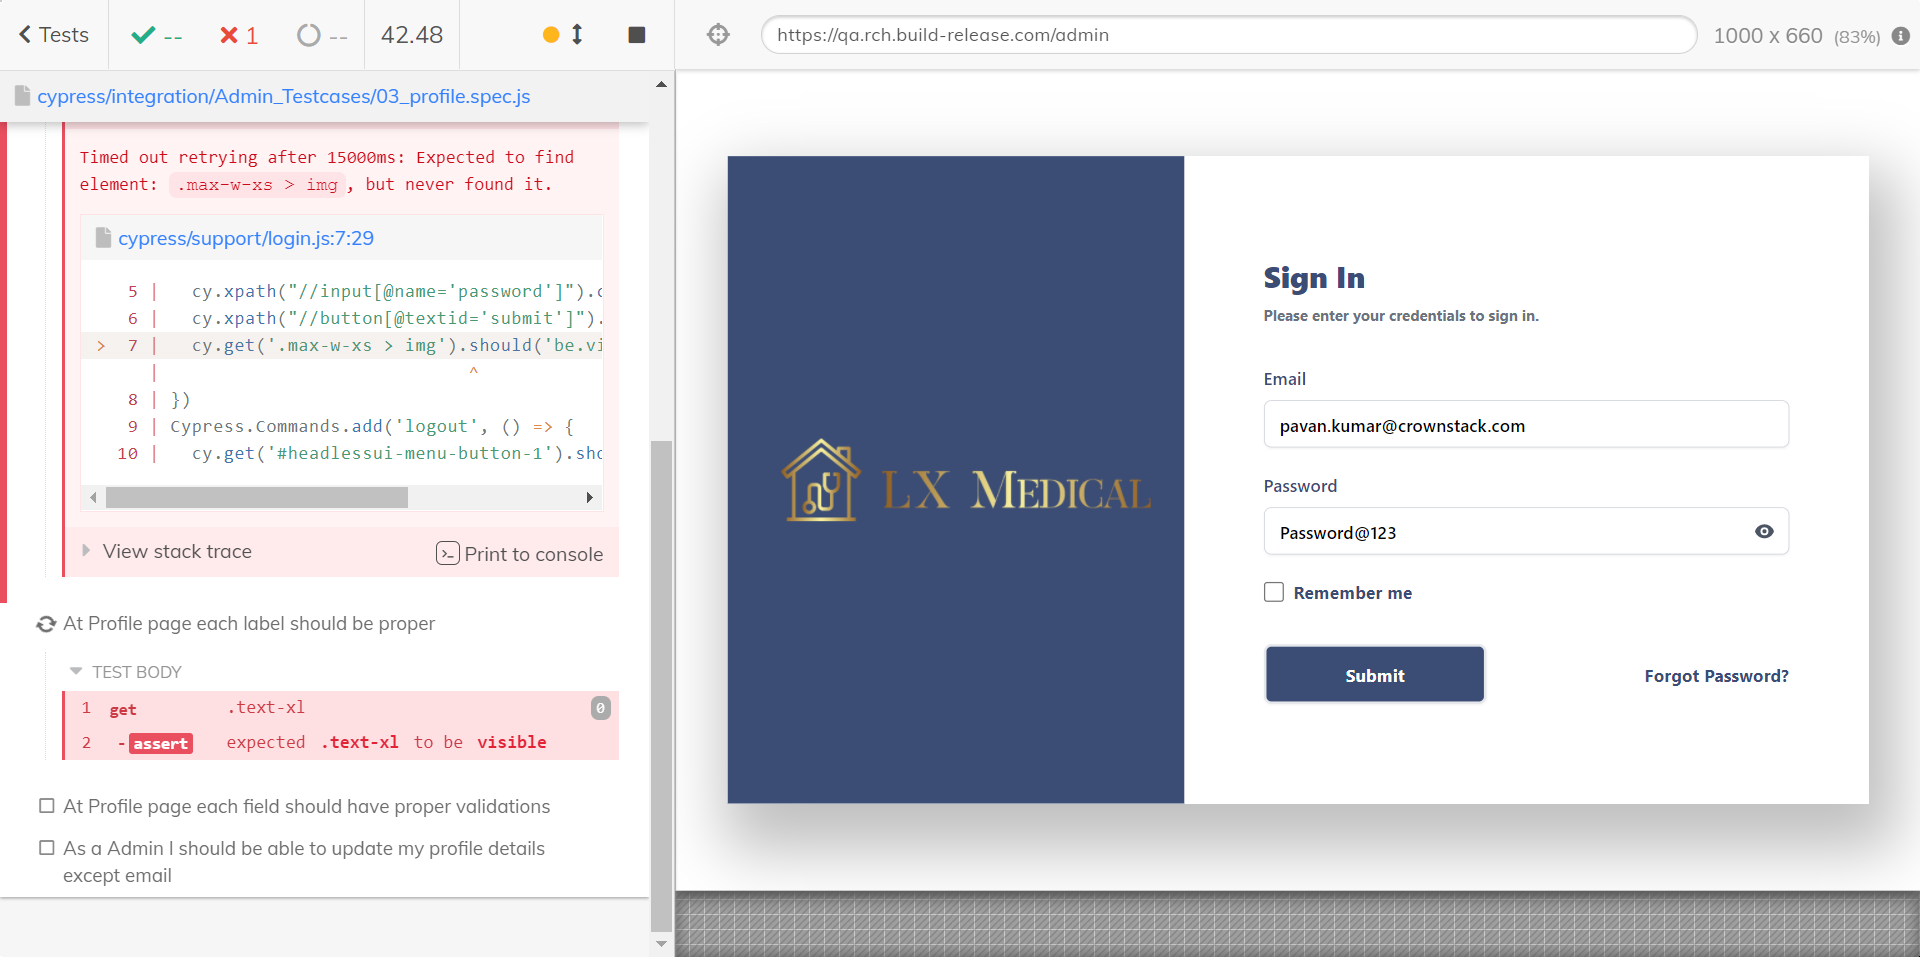 Tests
--
1
--
42.48
https://qa.rch.build-release.com/admin
1000 x 660 (83%)
cypress/integration/Admin_Testcases/03_profile.spec.js
Timed out retrying after 15000ms: Expected to find
element: .max-w-xs > img, but never found it.
cypress/support/login.js:7:29
5 | cy.xpath("//input[@name='password']").c
6 | cy.xpath("//button[@textid='submit']").
> 7 | cy.get('.max-w-xs > img').should('be.vi
| ^
8 | })
9 | Cypress.Commands.add('logout', () => {
10 | cy.get('#headlessui-menu-button-1').sho
View stack trace
Print to console
At Profile page each label should be proper
TEST BODY
1 get .text-xl 0
2 -assert expected .text-xl to be visible
At Profile page each field should have proper validations
As a Admin I should be able to update my profile details
except email
LX MEDICAL
Sign In
Please enter your credentials to sign in.
Email
pavan.kumar@crownstack.com
Password
Password@123
Remember me
Submit
Forgot Password?